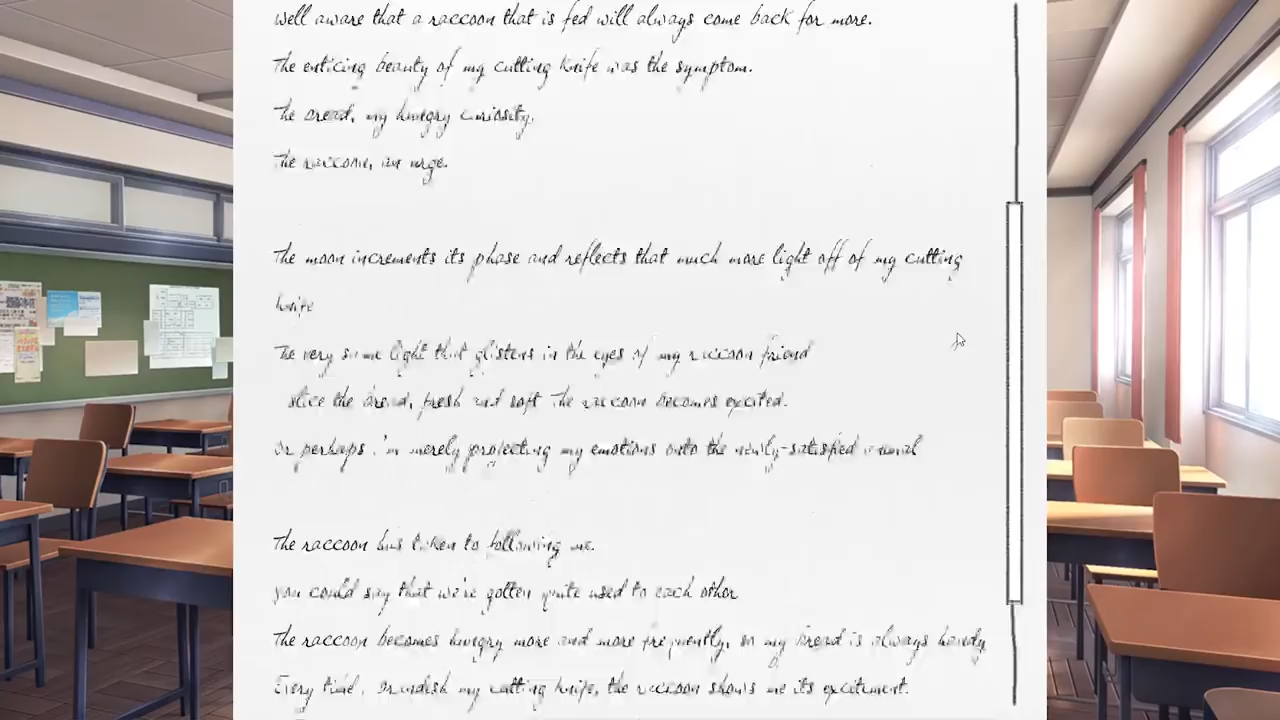 well aware that a raccoon that is fed will always come back for more.
The enticing beauty of my cutting knife was the symptom.
The bread, my hungry curiosity.
The raccoon, an urge.
The moon increments its phase and reflects that much more light off of my cutting
knife
The very same light that glistens in the eyes of my raccoon friend
slice the bread, fresh and soft The raccoon becomes excited.
Or perhaps I'm merely projecting my emotions onto the newly-satisfied animal
The raccoon has taken to following me.
you could say that we've gotten quite used to each other
The raccoon becomes hungry more and more frequently, so my bread is always handy
Every time I brandish my cutting knife, the raccoon shows me its excitement.